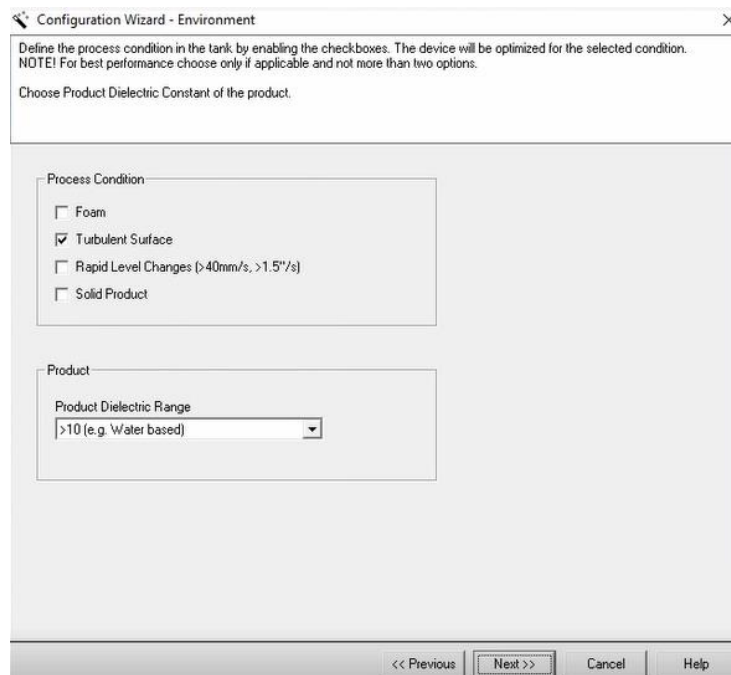 Configuration Wizard - Environment
Define the process condition in the tank by enabling the checkboxes. The device will be optimized for the selected condition.
NOTE! For best performance choose only if applicable and not more than two options.
Choose Product Dielectric Constant of the product.
Process Condition
Foam
Turbulent Surface
Rapid Level Changes (>40mm/s, >1.5"/s)
Solid Product
Product
Product Dielectric Range
>10 (e.g. Water based)
<< Previous
Next >>
Cancel
Help